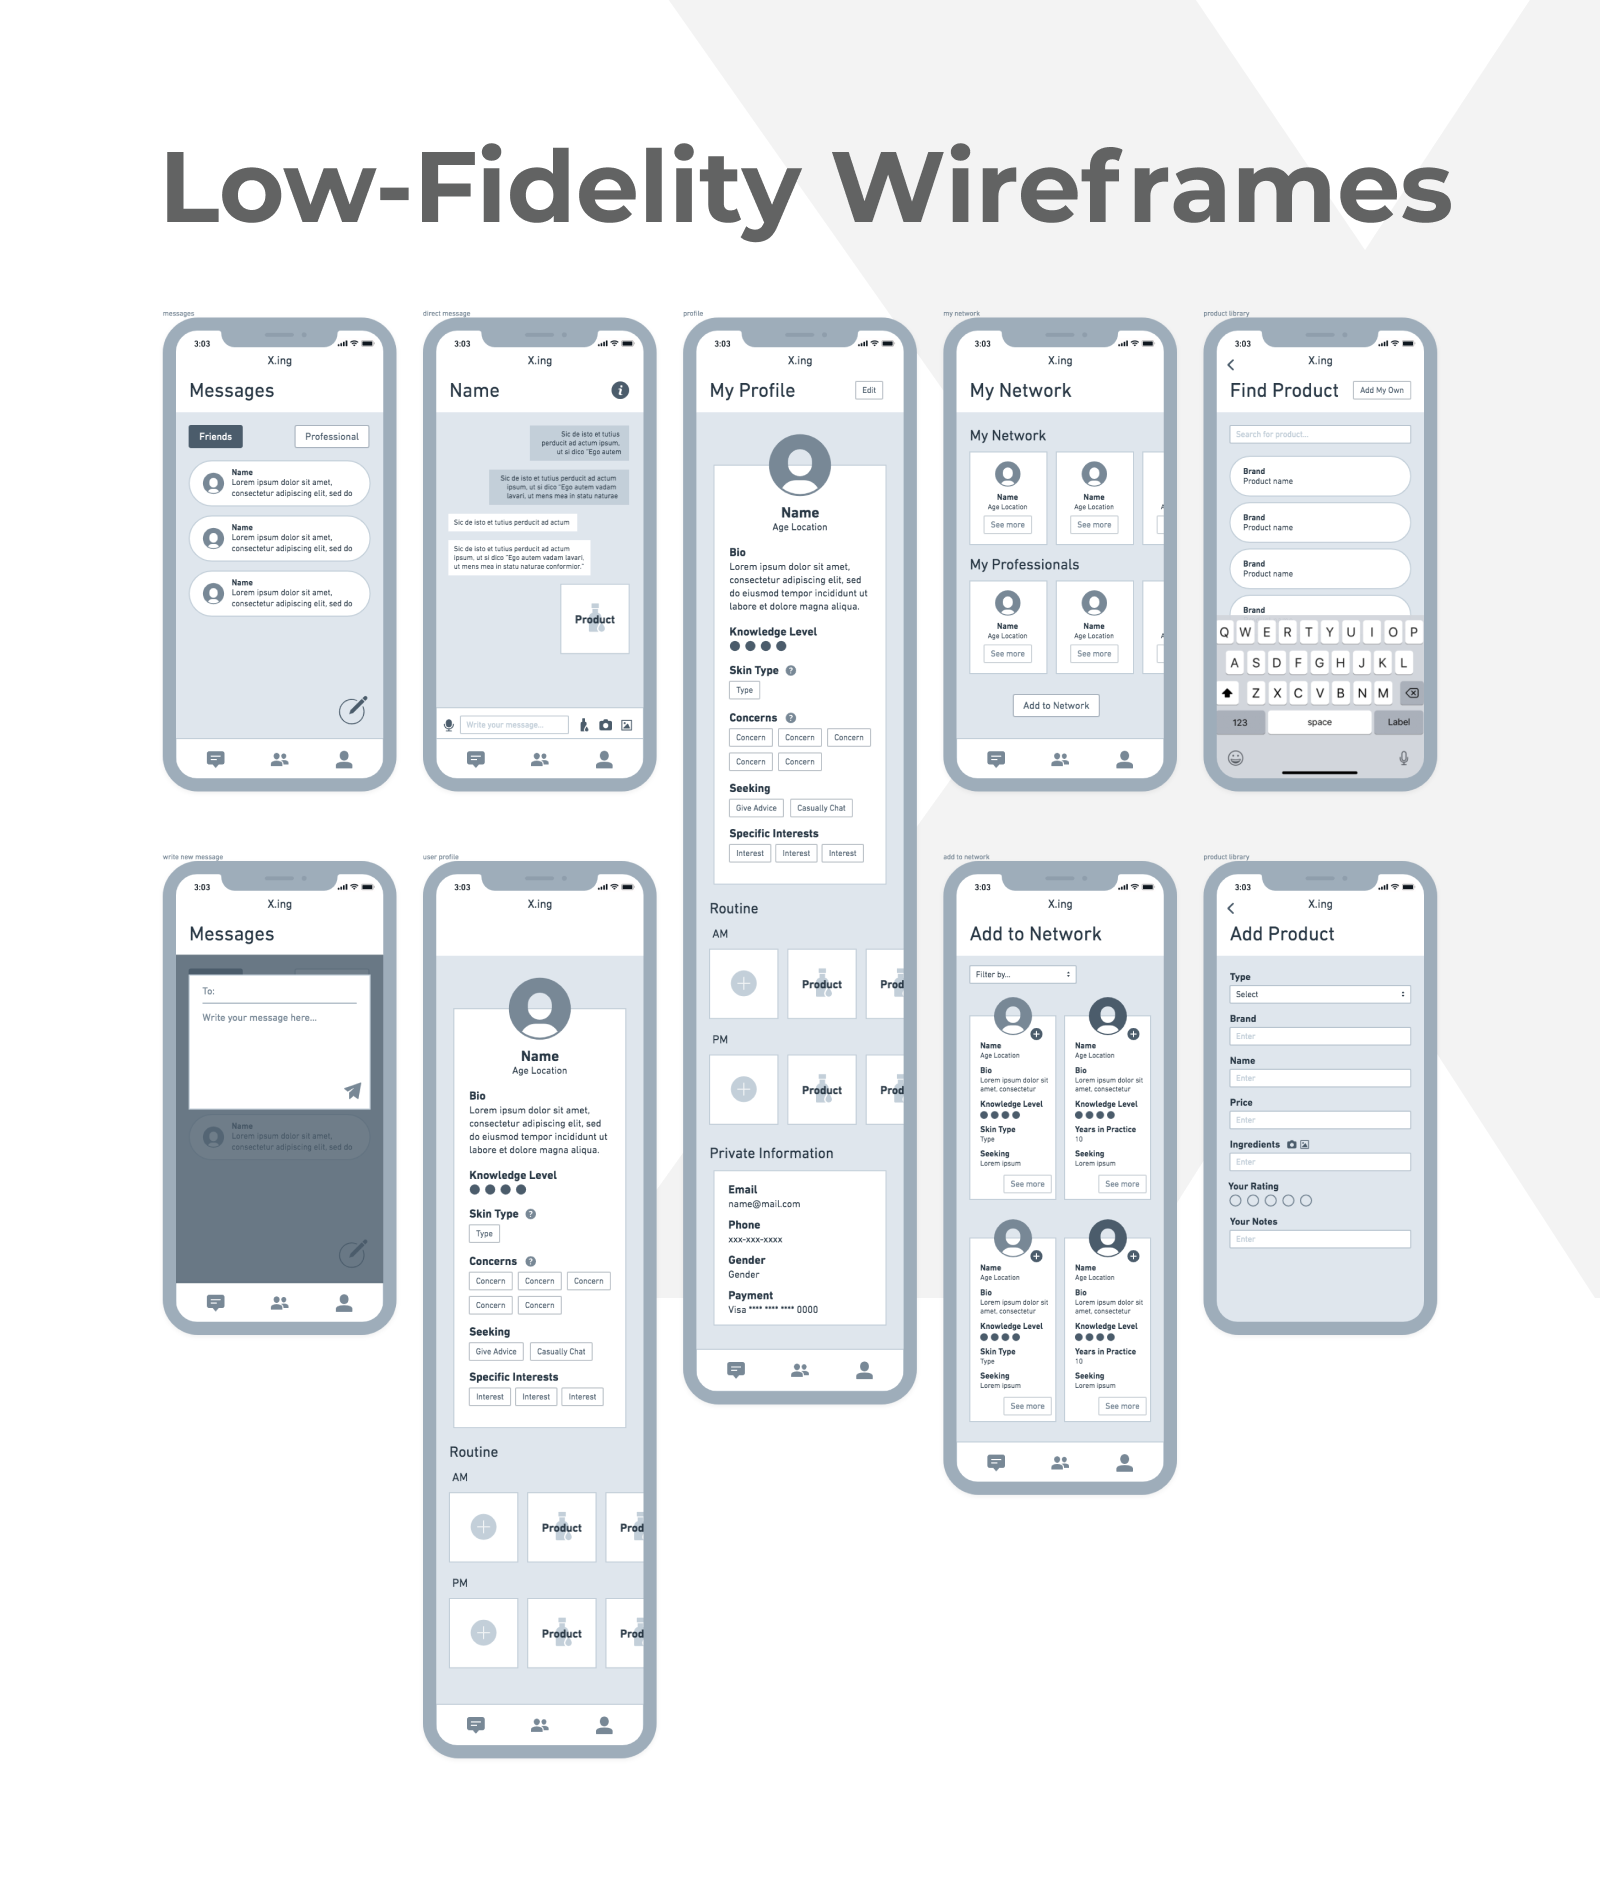 Low-Fidelity Wireframes
messages
3:03
X.ing
Messages
Friends
Professional
Name
Lorem ipsum dolor sit amet,
consectetur adipiscing elit, sed do
Name
Lorem ipsum dolor sit amet,
consectetur adipiscing elit, sed do
Name
Lorem ipsum dolor sit amet,
consectetur adipiscing elit, sed do
direct message
3:03
X.ing
Name
i
Sic de isto et tutius
perducit ad actum ipsum,
ut si dico "Ego autem
Sic de isto et tutius perducit ad actum
ipsum, ut si dico "Ego autem vadam
lavari, ut mens mea in statu naturae
Sic de isto et tutius perducit ad actum
Sic de isto et tutius perducit ad actum
ipsum, ut si dico "Ego autem vadam lavari,
ut mens mea in statu naturae conformior."
Product
Write your message...
profile
3:03
X.ing
My Profile
Edit
Name
Age Location
Bio
Lorem ipsum dolor sit amet,
consectetur adipiscing elit, sed
do eiusmod tempor incididunt ut
labore et dolore magna aliqua.
Knowledge Level
Skin Type ?
Type
Concerns ?
Concern Concern Concern
Concern Concern
Seeking
Give Advice Casually Chat
Specific Interests
Interest Interest Interest
Routine
AM
Product Prod
PM
Product Prod
Private Information
Email
name@mail.com
Phone
xxx-xxx-xxxx
Gender
Gender
Payment
Visa **** **** **** 0000
my network
3:03
X.ing
My Network
My Network
Name Name
Age Location Age Location A
See more See more
My Professionals
Name Name
Age Location Age Location A
See more See more
Add to Network
product library
3:03
X.ing
Find Product
Add My Own
Search for product...
Brand
Product name
Brand
Product name
Brand
Product name
Brand
Q W E R T Y U I O P
A S D F G H J K L
Z X C V B N M
123 space Label
write new message
3:03
X.ing
Messages
To:
Write your message here...
Name
Lorem ipsum dolor sit amet,
consectetur adipiscing elit, sed do
user profile
3:03
X.ing
Name
Age Location
Bio
Lorem ipsum dolor sit amet,
consectetur adipiscing elit, sed
do eiusmod tempor incididunt ut
labore et dolore magna aliqua.
Knowledge Level
Skin Type ?
Type
Concerns ?
Concern Concern Concern
Concern Concern
Seeking
Give Advice Casually Chat
Specific Interests
Interest Interest Interest
Routine
AM
Product Prod
PM
Product Prod
add to network
3:03
X.ing
Add to Network
Filter by...
Name
Age Location
Bio
Lorem ipsum dolor sit
amet, consectetur
Knowledge Level
Skin Type
Type
Seeking
Lorem ipsum
See more
Name
Age Location
Bio
Lorem ipsum dolor sit
amet, consectetur
Knowledge Level
Years in Practice
10
Seeking
Lorem ipsum
See more
Name
Age Location
Bio
Lorem ipsum dolor sit
amet, consectetur
Knowledge Level
Skin Type
Type
Seeking
Lorem ipsum
See more
Name
Age Location
Bio
Lorem ipsum dolor sit
amet, consectetur
Knowledge Level
Years in Practice
10
Seeking
Lorem ipsum
See more
product library
3:03
X.ing
Add Product
Type
Select
Brand
Enter
Name
Enter
Price
Enter
Ingredients
Enter
Your Rating
Your Notes
Enter